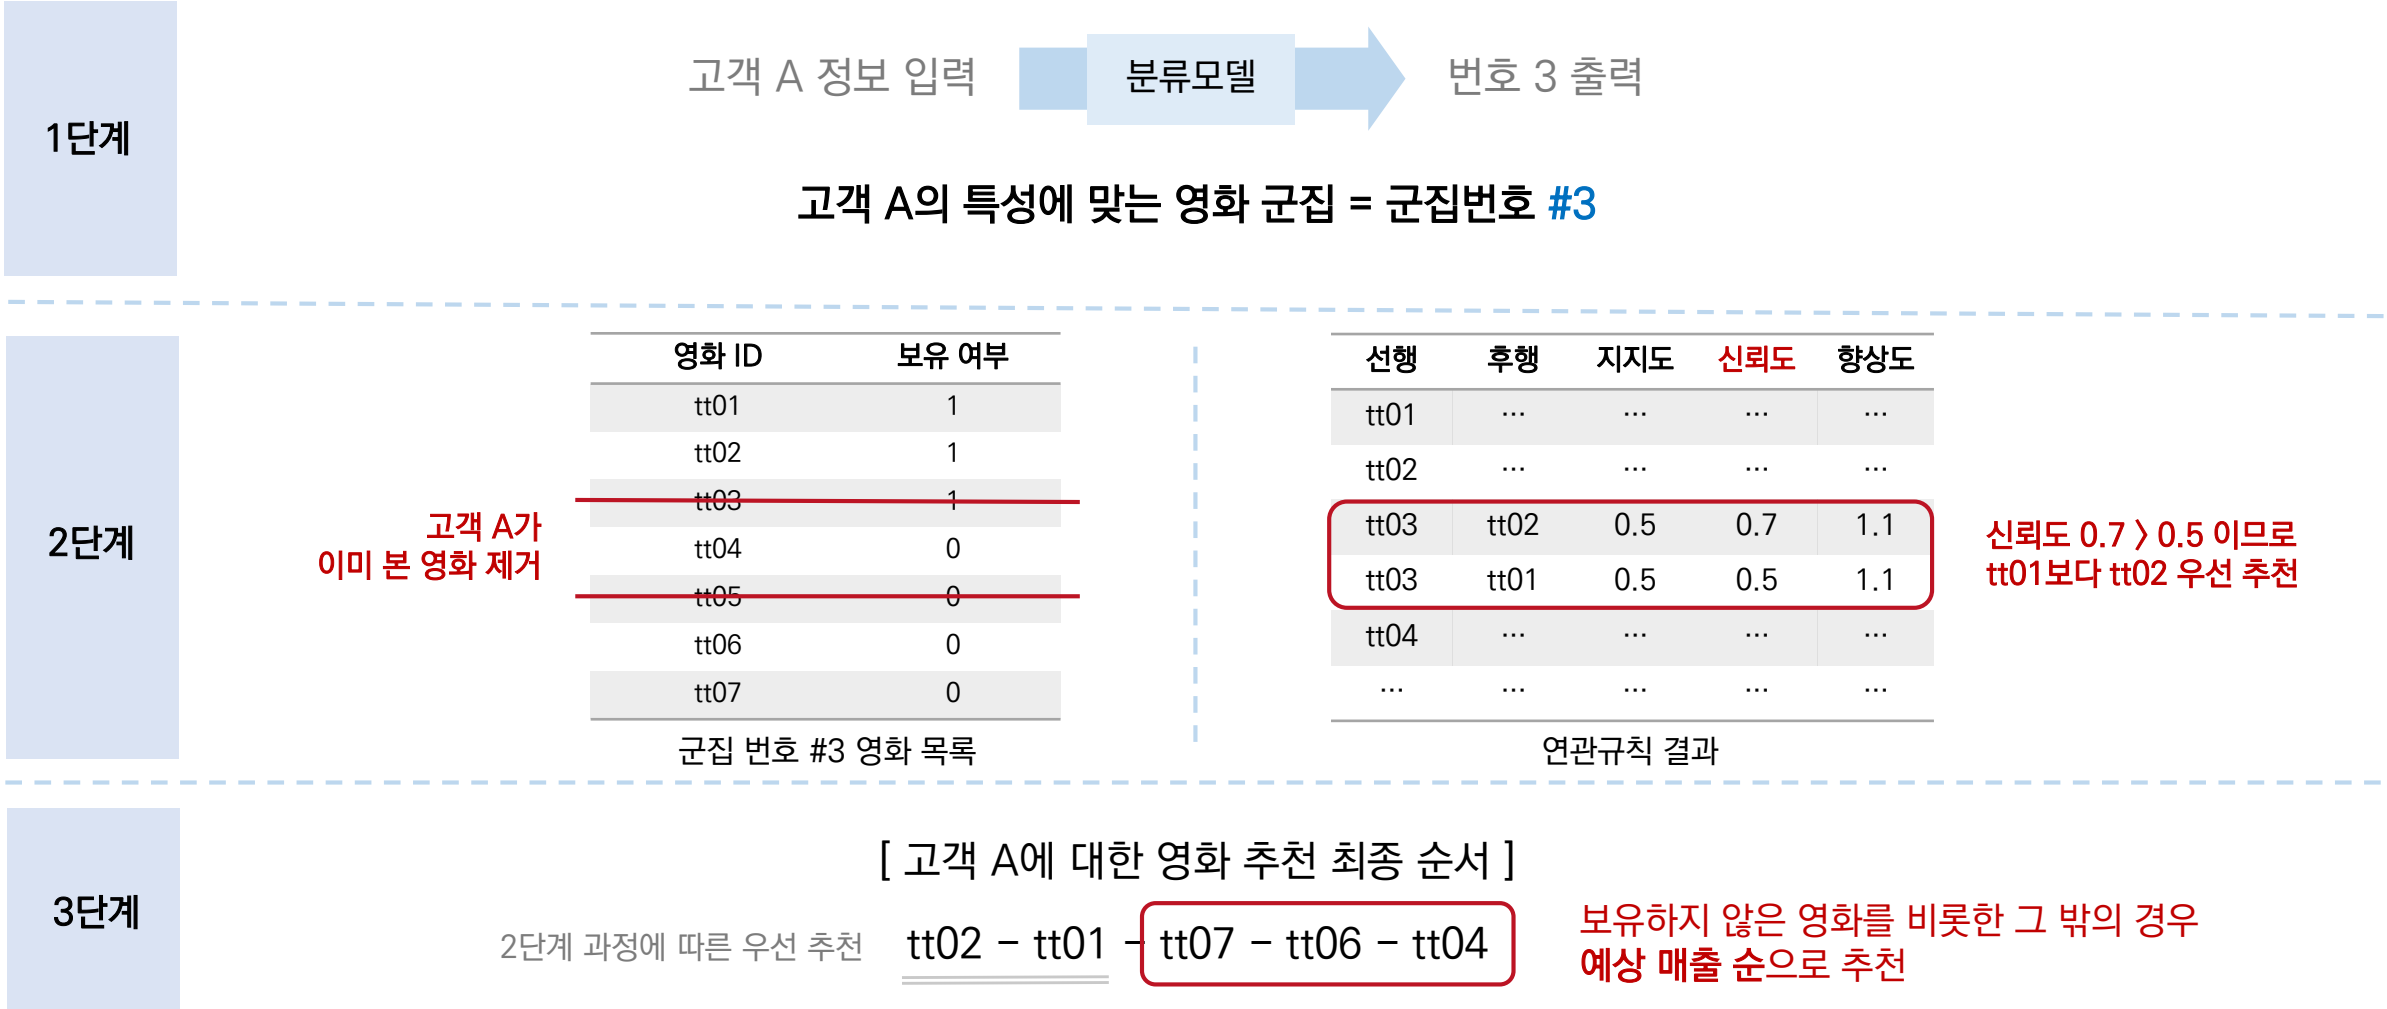 1단계
고객 A 정보 입력 분류모델 번호 3 출력
고객 A의 특성에 맞는 영화 군집 = 군집번호 #3
2단계
고객 A가
이미 본 영화 제거
영화 ID 보유 여부
tt01 1
tt02 1
tt03 1
tt04 0
tt05 0
tt06 0
tt07 0
군집 번호 #3 영화 목록
선행 후행 지지도 신뢰도 향상도
tt01 ... ... ... ...
tt02 ... ... ... ...
tt03 tt02 0.5 0.7 1.1
tt03 tt01 0.5 0.5 1.1
tt04 ... ... ... ...
... ... ... ... ...
연관규칙 결과
신뢰도 0.7 > 0.5 이므로
tt01보다 tt02 우선 추천
3단계
[ 고객 A에 대한 영화 추천 최종 순서 ]
2단계 과정에 따른 우선 추천 tt02 – tt01 – tt07 – tt06 – tt04
보유하지 않은 영화를 비롯한 그 밖의 경우
예상 매출 순으로 추천